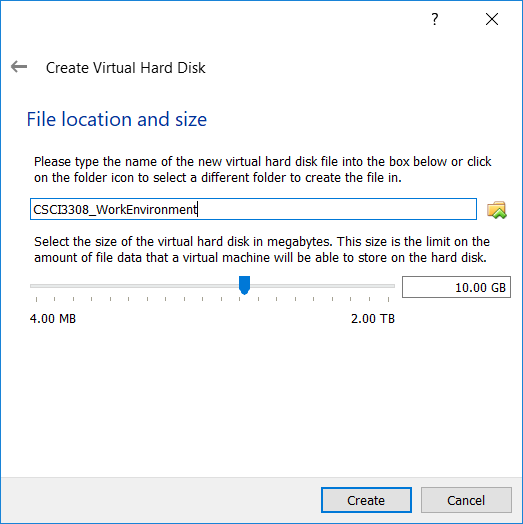 ?
Create Virtual Hard Disk
File location and size
Please type the name of the new virtual hard disk file into the box below or click
on the folder icon to select a different folder to create the file in.
CSCI3308_WorkEnvironment
Select the size of the virtual hard disk in megabytes. This size is the limit on the
amount of file data that a virtual machine will be able to store on the hard disk.
10.00 GB
4.00 MB 2.00 TB
Create Cancel